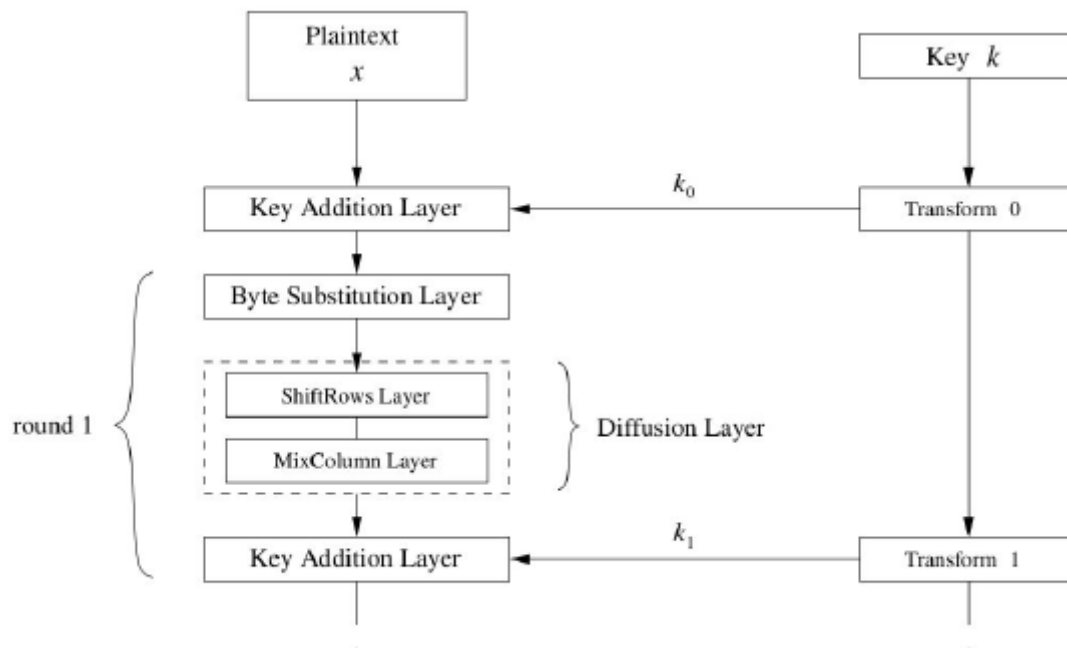 Plaintext
x
Key k
k0
Key Addition Layer
Transform 0
Byte Substitution Layer
ShiftRows Layer
round 1
Diffusion Layer
MixColumn Layer
k1
Key Addition Layer
Transform 1